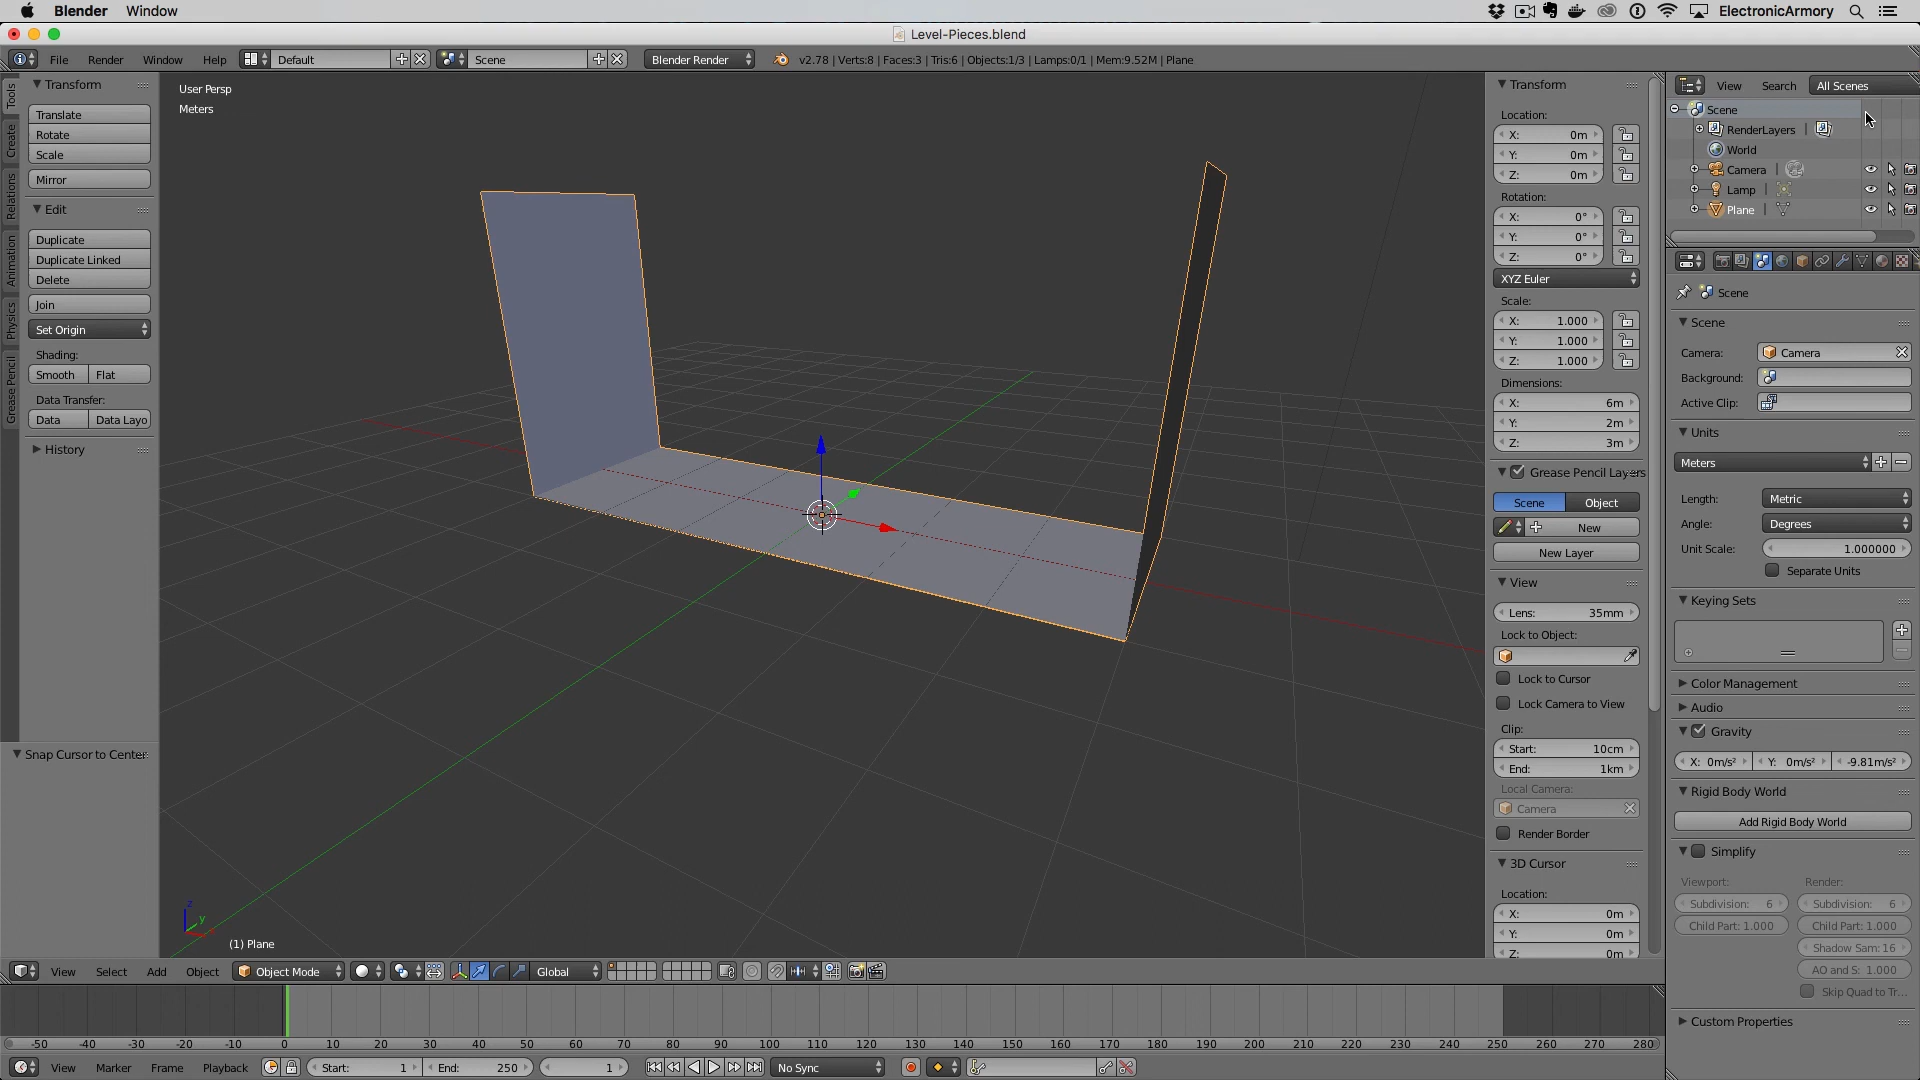 Blender Window ElectronicArmory
Level-Pieces.blend
File Render Window Help Default Scene Blender Render v2.78 | Verts:8 | Faces:3 | Tris:6 | Objects:1/3 | Lamps:0/1 | Mem:9.52M | Plane
Tools
Create
Relations
Animation
Physics
Grease Pencil
Transform
Translate
Rotate
Scale
Mirror
Edit
Duplicate
Duplicate Linked
Delete
Join
Set Origin
Shading:
Smooth Flat
Data Transfer:
Data Data Layo
History
Snap Cursor to Center
User Persp
Meters
z
y
(1) Plane
Transform
Location:
X: 0m
Y: 0m
Z: 0m
Rotation:
X: 0°
Y: 0°
Z: 0°
XYZ Euler
Scale:
X: 1.000
Y: 1.000
Z: 1.000
Dimensions:
X: 6m
Y: 2m
Z: 3m
Grease Pencil Layers
Scene Object
New
New Layer
View
Lens: 35mm
Lock to Object:
Lock to Cursor
Lock Camera to View
Clip:
Start: 10cm
End: 1km
Local Camera:
Camera
Render Border
3D Cursor
Location:
X: 0m
Y: 0m
Z: 0m
View Search All Scenes
Scene
RenderLayers |
World
Camera |
Lamp |
Plane |
Scene
Scene
Camera: Camera
Background:
Active Clip:
Units
Meters
Length: Metric
Angle: Degrees
Unit Scale: 1.000000
Separate Units
Keying Sets
Color Management
Audio
Gravity
X: 0m/s² Y: 0m/s² -9.81m/s²
Rigid Body World
Add Rigid Body World
Simplify
Viewport: Render:
Subdivision: 6 Subdivision: 6
Child Part: 1.000 Child Part: 1.000
Shadow Sam: 16
AO and S: 1.000
Skip Quad to Tr...
Custom Properties
View Select Add Object Object Mode Global
-50 -40 -30 -20 -10 0 10 20 30 40 50 60 70 80 90 100 110 120 130 140 150 160 170 180 190 200 210 220 230 240 250 260 270 280
View Marker Frame Playback Start: 1 End: 250 1 No Sync